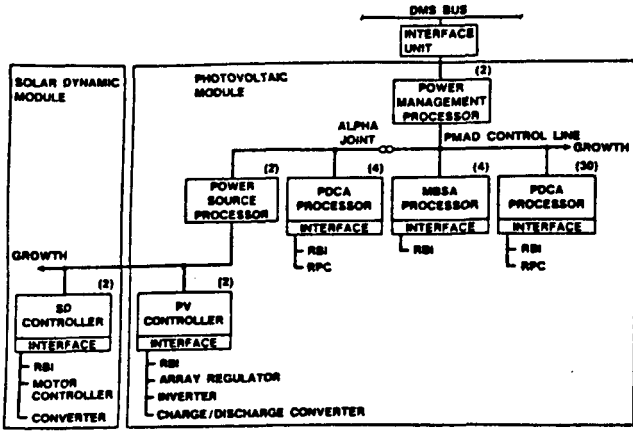 DMS BUS
INTERFACE
UNIT
SOLAR DYNAMIC
MODULE
PHOTOVOLTAIC
MODULE
(2)
POWER
MANAGEMENT
PROCESSOR
ALPHA
JOINT
PMAD CONTROL LINE
GROWTH
(2)
POWER
SOURCE
PROCESSOR
(4)
PDCA
PROCESSOR
INTERFACE
RBI
RPC
(4)
MBSA
PROCESSOR
INTERFACE
RBI
(30)
PDCA
PROCESSOR
INTERFACE
RBI
RPC
GROWTH
(2)
SD
CONTROLLER
INTERFACE
RBI
MOTOR
CONTROLLER
CONVERTER
(2)
PV
CONTROLLER
INTERFACE
RBI
ARRAY REGULATOR
INVERTER
CHARGE/DISCHARGE CONVERTER